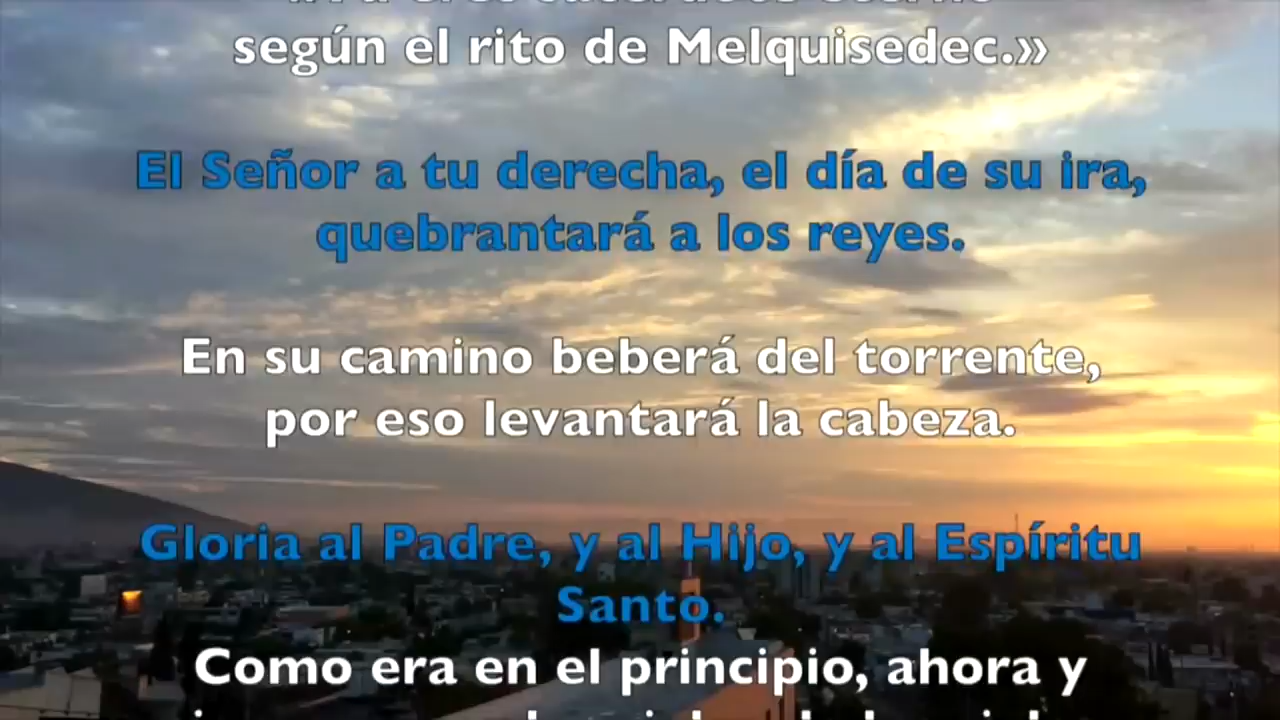 según el rito de Melquisedec.»
El Señor a tu derecha, el día de su ira,
quebrantará a los reyes.
En su camino beberá del torrente,
por eso levantará la cabeza.
Gloria al Padre, y al Hijo, y al Espíritu
Santo.
Como era en el principio, ahora y